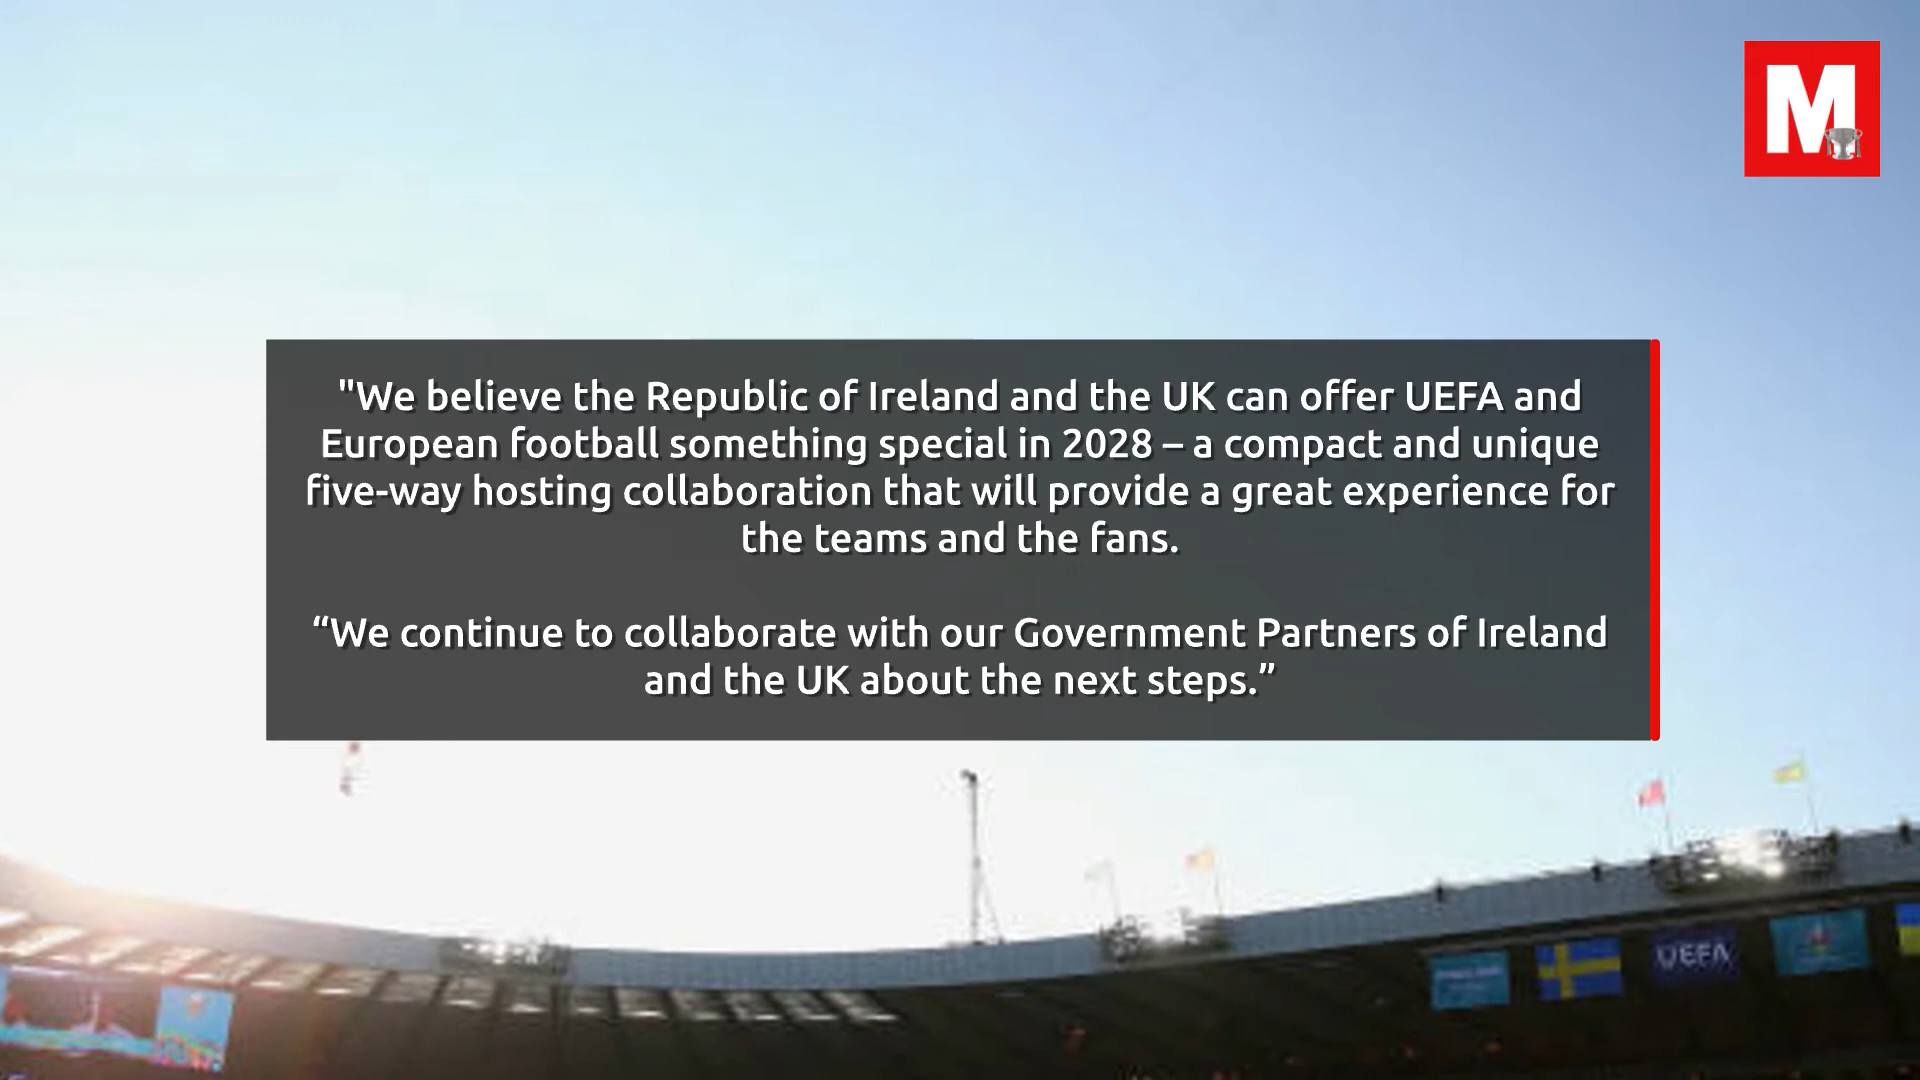 M
"We believe the Republic of Ireland and the UK can offer UEFA and
European football something special in 2028 – a compact and unique
five-way hosting collaboration that will provide a great experience for
the teams and the fans.
“We continue to collaborate with our Government Partners of Ireland
and the UK about the next steps.”
UEFA